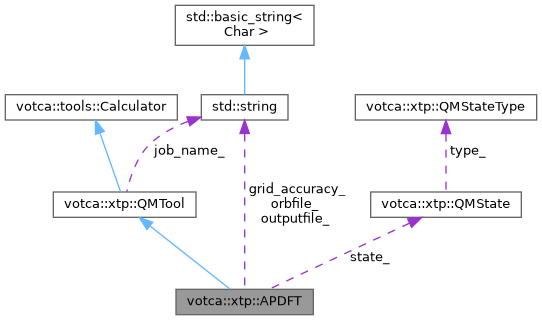 std::basic_string<
Char >
votca::tools::Calculator
std::string
votca::xtp::QMStateType
job_name_
type_
grid_accuracy_
orbfile_
outputfile_
votca::xtp::QMTool
votca::xtp::QMState
state_
votca::xtp::APDFT